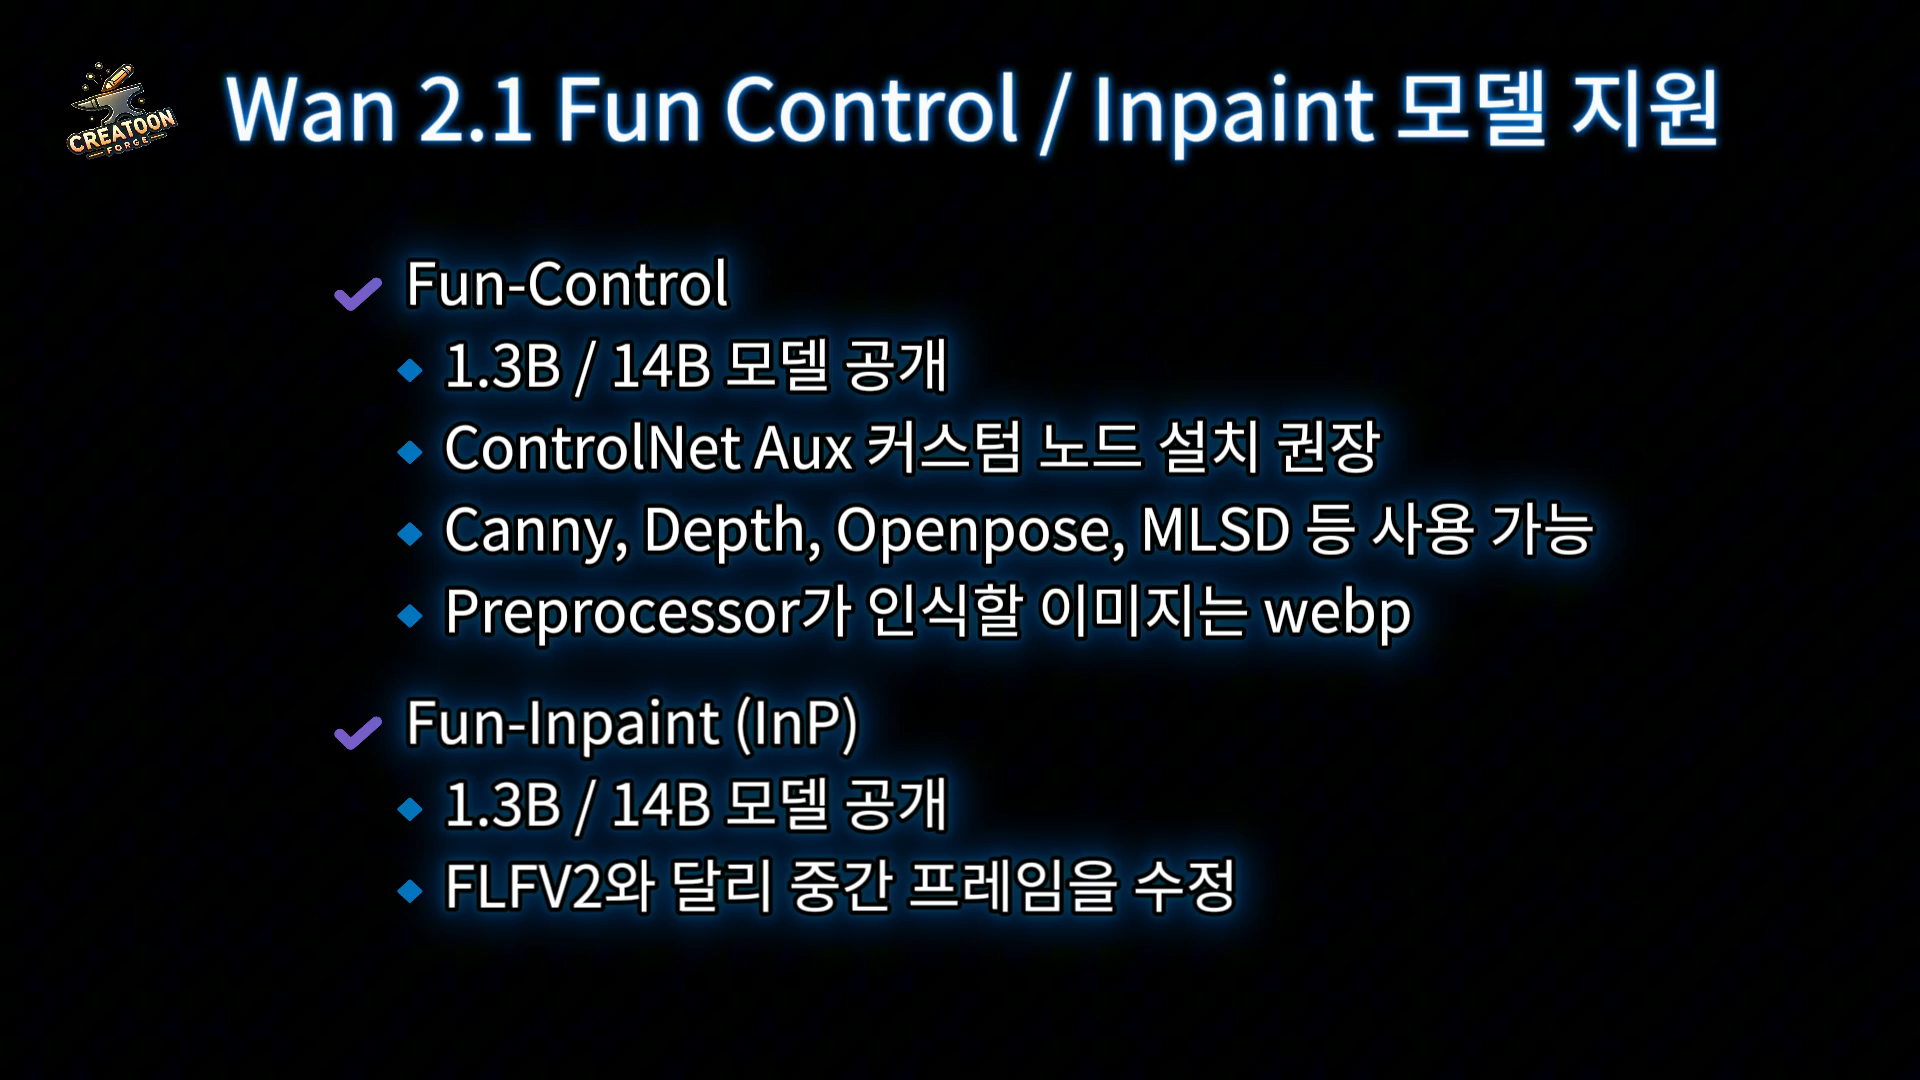 CREATOON
FORGE
Wan 2.1 Fun Control / Inpaint 모델 지원
Fun-Control
1.3B / 14B 모델 공개
ControlNet Aux 커스텀 노드 설치 권장
Canny, Depth, Openpose, MLSD 등 사용 가능
Preprocessor가 인식할 이미지는 webp
Fun-Inpaint (InP)
1.3B / 14B 모델 공개
FLFV2와 달리 중간 프레임을 수정